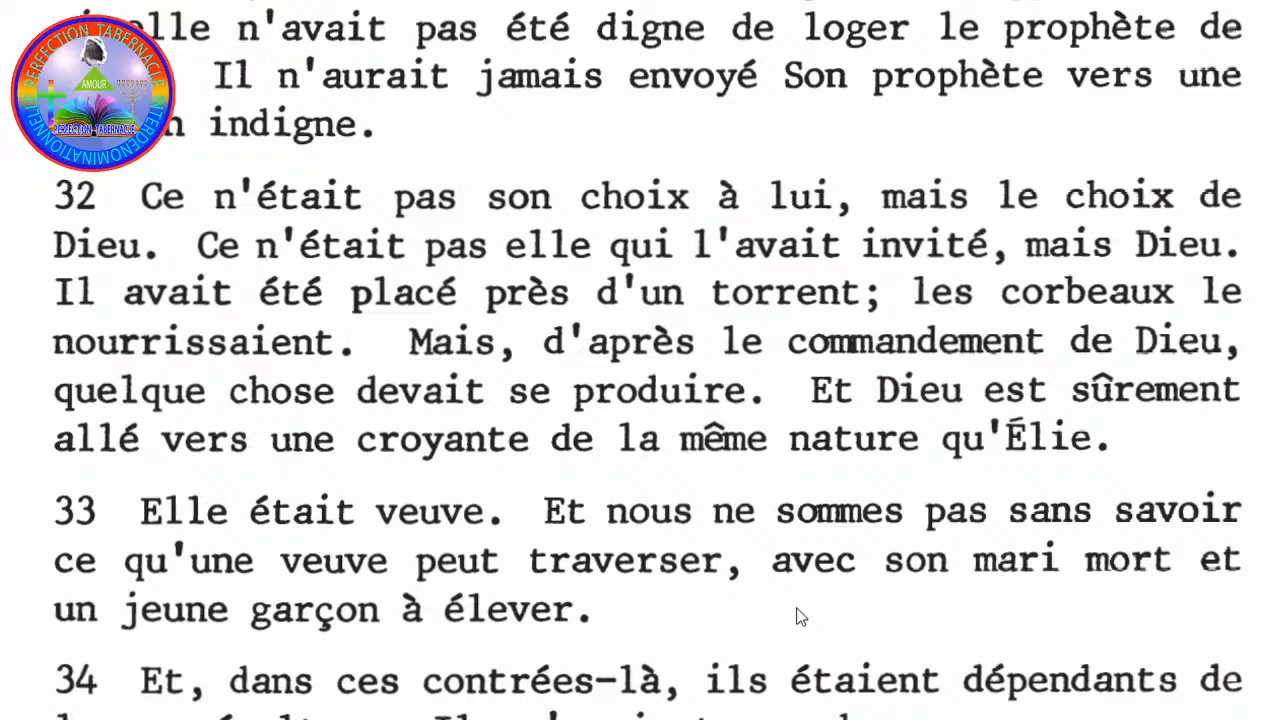 elle n'avait pas été digne de loger le prophète de
Il n'aurait jamais envoyé Son prophète vers une
indigne.
32 Ce n'était pas son choix à lui, mais le choix de
Dieu. Ce n'était pas elle qui l'avait invité, mais Dieu.
Il avait été placé près d'un torrent; les corbeaux le
nourrissaient. Mais, d'après le commandement de Dieu,
quelque chose devait se produire. Et Dieu est sûrement
allé vers une croyante de la même nature qu'Élie.
33 Elle était veuve. Et nous ne sommes pas sans savoir
ce qu'une veuve peut traverser, avec son mari mort et
un jeune garçon à élever.
34 Et, dans ces contrées-là, ils étaient dépendants de
PERFECTION TABERNACLE INTERDENOMINATIONNELLE
AMOUR
PERFECTION TABERNACLE